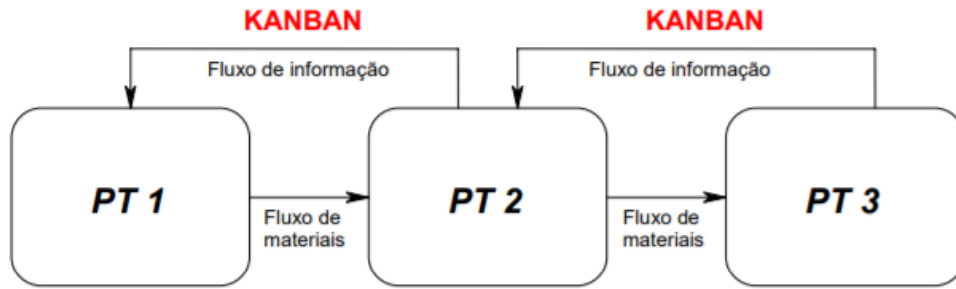 KANBAN
KANBAN
Fluxo de informação
Fluxo de informação
PT 1
PT 2
PT 3
Fluxo de
materiais
Fluxo de
materiais